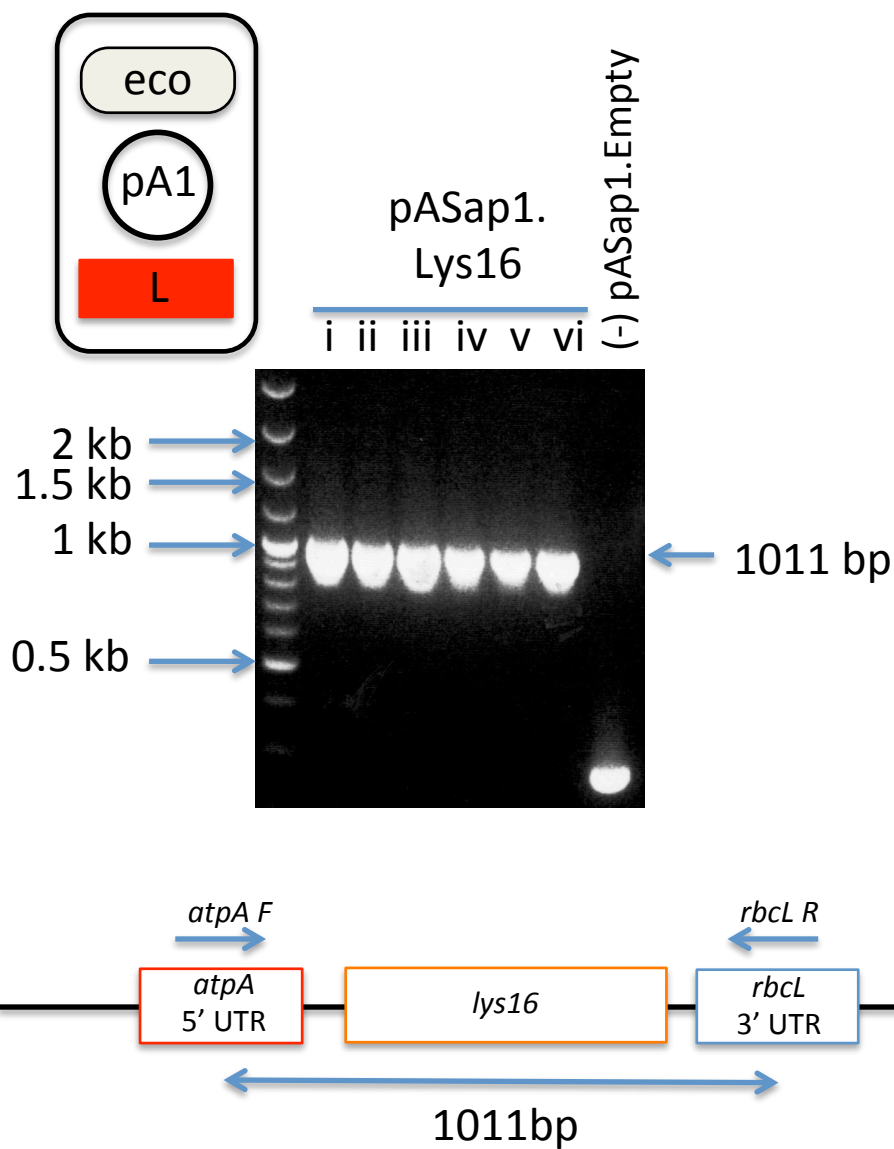 eco
pA1
L
pASap1.
Lys16
(-) pASap1.Empty
i ii iii iv v vi
2 kb
1.5 kb
1 kb
0.5 kb
1011 bp
atpA F
rbcL R
atpA
5’ UTR
lys16
rbcL
3’ UTR
1011bp